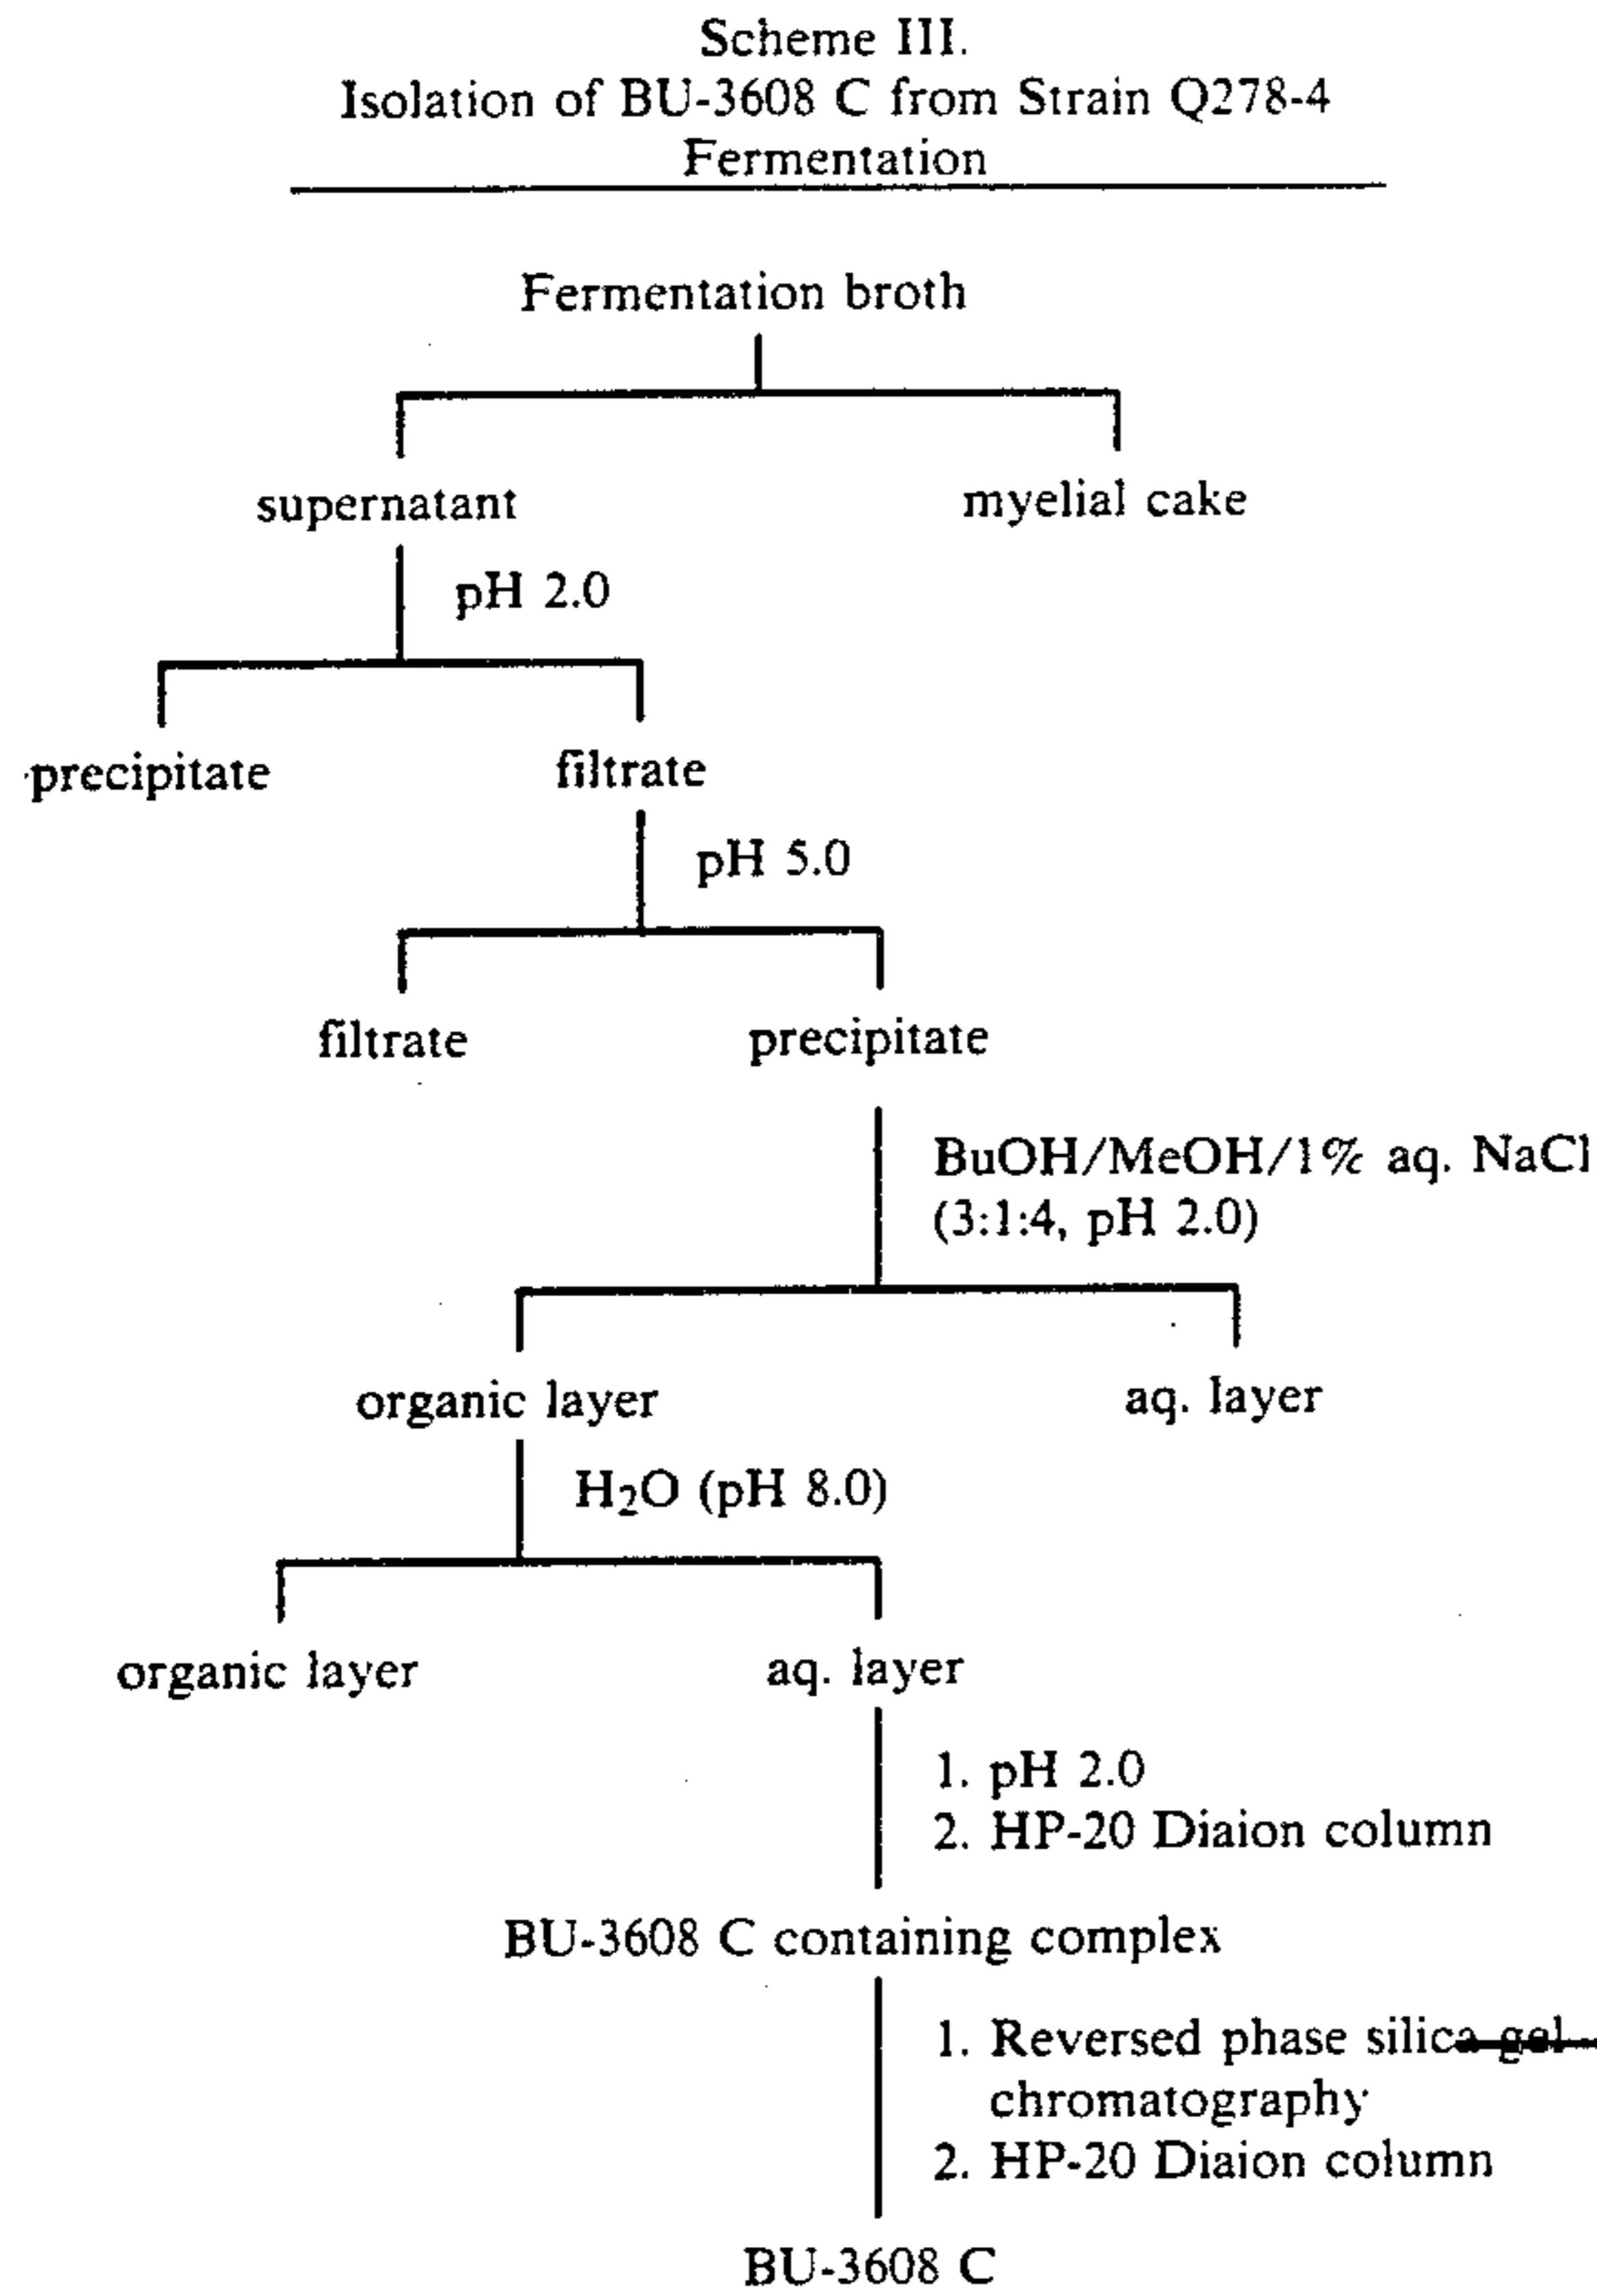 Scheme III.
Isolation of BU-3608 C from Strain Q278-4
Fermentation
Fermentation broth
supernatant
myelial cake
pH 2.0
precipitate
filtrate
pH 5.0
filtrate
precipitate
BuOH/MeOH/1% aq. NaCl
(3:1:4, pH 2.0)
organic layer
aq. layer
H₂O (pH 8.0)
organic layer
aq. layer
1. pH 2.0
2. HP-20 Diaion column
BU-3608 C containing complex
1. Reversed phase silica gel
chromatography
2. HP-20 Diaion column
BU-3608 C